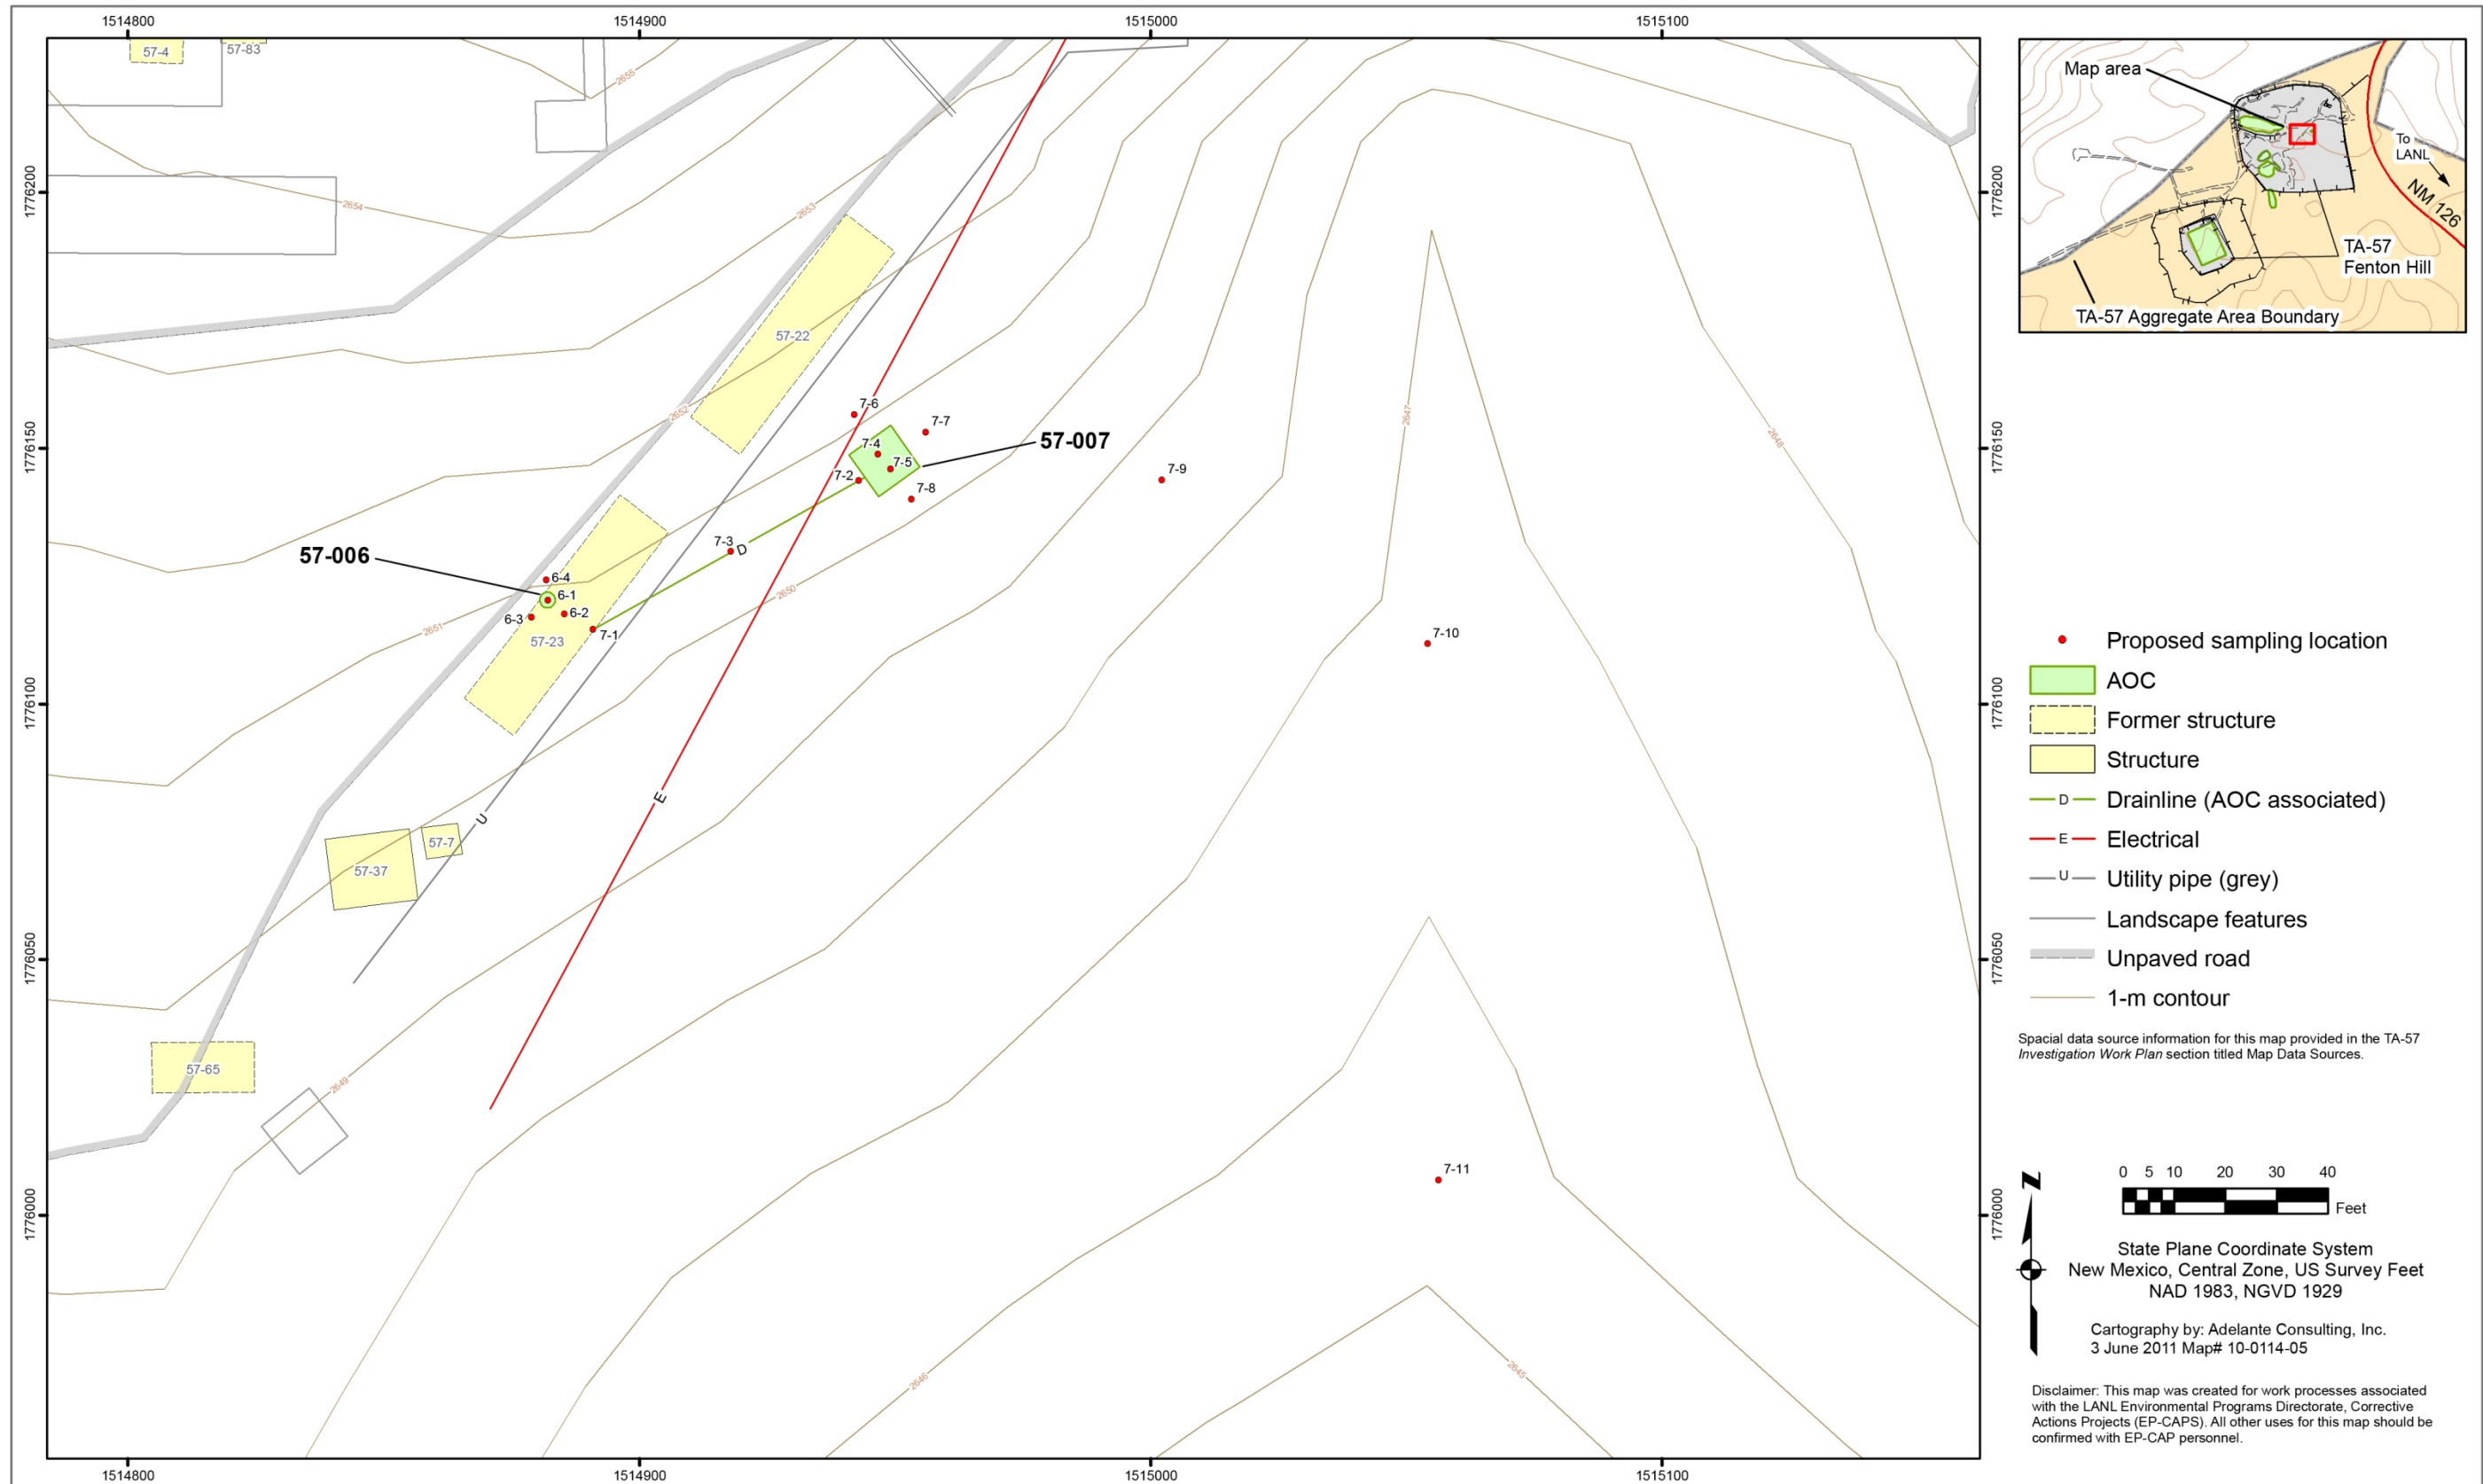 1514800
1514900
1515000
1515100
57-4
57-83
2655
1776200
1776200
2654
2653
57-22
2652
7-6
7-7
1776150
1776150
57-007
7-4
7-5
7-2
7-8
7-9
57-006
7-3
D
6-4
6-1
6-2
6-3
57-23
7-1
2651
2650
2647
2648
7-10
1776100
1776100
E
U
57-37
57-7
1776050
1776050
57-65
2649
7-11
1776000
1776000
2646
2645
1514800
1514900
1515000
1515100
Map area
To
LANL
NM 126
TA-57
Fenton Hill
TA-57 Aggregate Area Boundary
Proposed sampling location
AOC
Former structure
Structure
D Drainline (AOC associated)
E Electrical
U Utility pipe (grey)
Landscape features
Unpaved road
1-m contour
Spacial data source information for this map provided in the TA-57
Investigation Work Plan section titled Map Data Sources.
N
0 5 10 20 30 40
Feet
State Plane Coordinate System
New Mexico, Central Zone, US Survey Feet
NAD 1983, NGVD 1929
Cartography by: Adelante Consulting, Inc.
3 June 2011 Map# 10-0114-05
Disclaimer: This map was created for work processes associated
with the LANL Environmental Programs Directorate, Corrective
Actions Projects (EP-CAPS). All other uses for this map should be
confirmed with EP-CAP personnel.